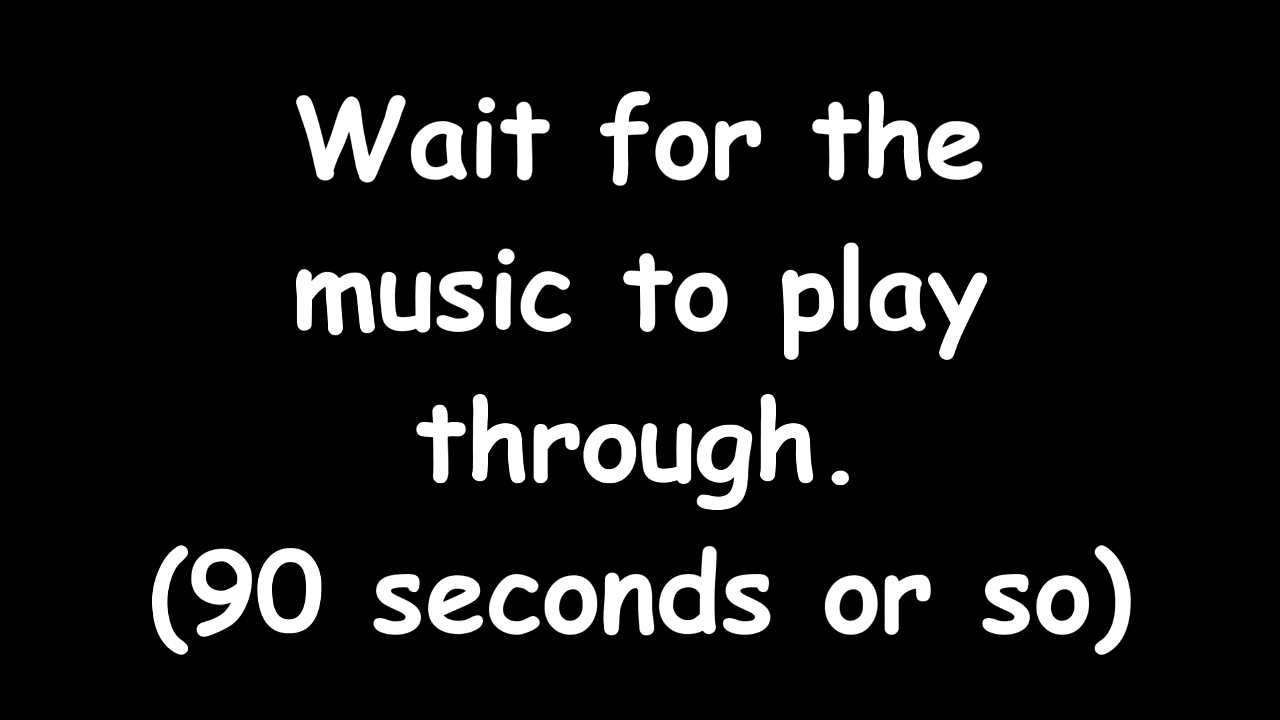 Wait for the
music to play
through.
(90 seconds or so)